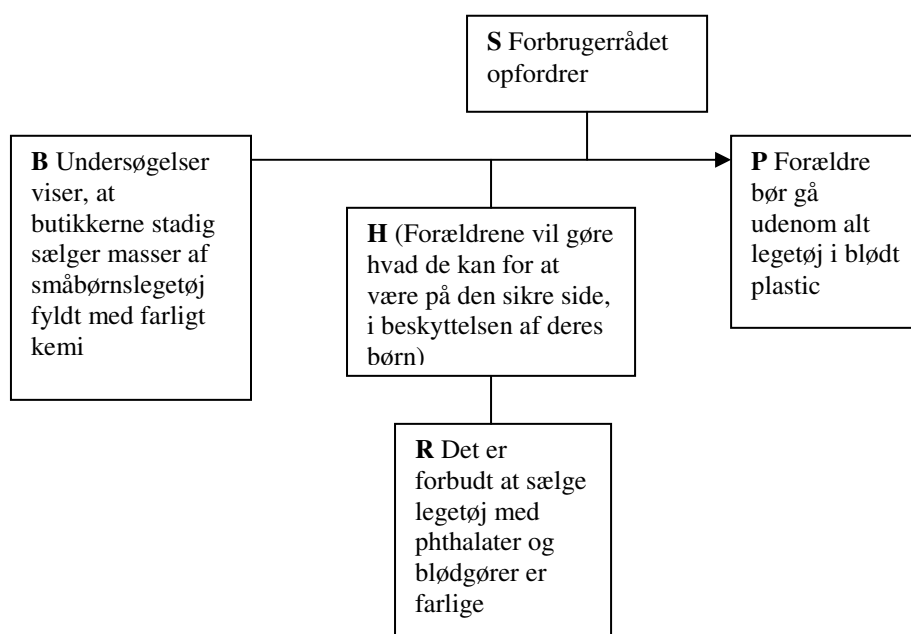 S Forbrugerrådet
opfordrer
B Undersøgelser
viser, at
butikkerne stadig
sælger masser af
småbørnslegetøj
fyldt med farligt
kemi
P Forældre
bør gå
udenom alt
legetøj i blødt
plastic
H (Forældrene vil gøre
hvad de kan for at
være på den sikre side,
i beskyttelsen af deres
børn)
R Det er
forbudt at sælge
legetøj med
phthalater og
blødgører er
farlige